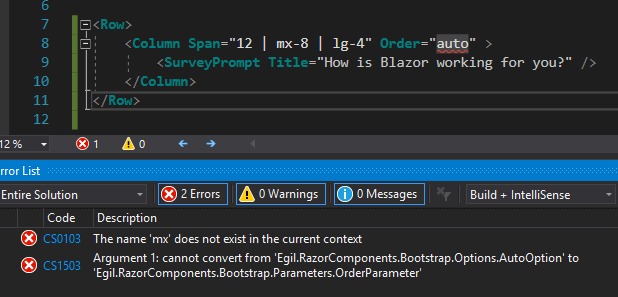 6
7 <Row>
8 <Column Span="12 | mx-8 | lg-4" Order="auto" >
9 <SurveyPrompt Title="How is Blazor working for you?" />
10 </Column>
11 </Row>
12
12 % 1 0
Error List
Entire Solution 2 Errors 0 Warnings 0 Messages Build + IntelliSense
Code Description
CS0103 The name 'mx' does not exist in the current context
CS1503 Argument 1: cannot convert from 'Egil.RazorComponents.Bootstrap.Options.AutoOption' to
'Egil.RazorComponents.Bootstrap.Parameters.OrderParameter'